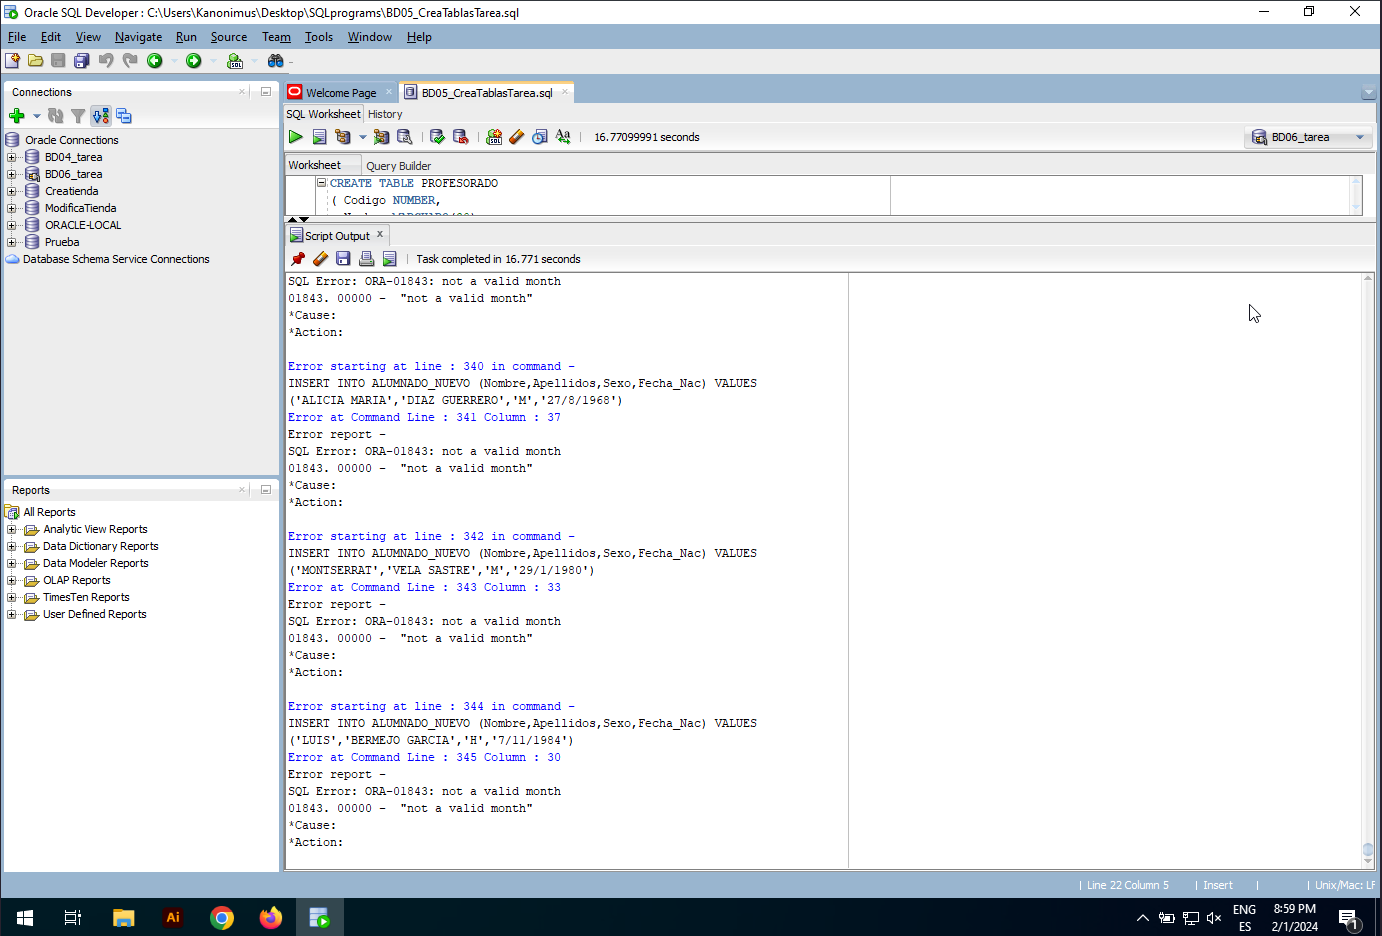 Oracle SQL Developer : C:\Users\Kanonimus\Desktop\SQLprograms\BD05_CreaTablasTarea.sql
File Edit View Navigate Run Source Team Tools Window Help
SQL
Connections
Oracle Connections
BD04_tarea
BD06_tarea
Creatienda
ModificaTienda
ORACLE-LOCAL
Prueba
Database Schema Service Connections
Reports
All Reports
Analytic View Reports
Data Dictionary Reports
Data Modeler Reports
OLAP Reports
TimesTen Reports
User Defined Reports
Welcome Page BD05_CreaTablasTarea.sql
SQL Worksheet History
SQL Aa 16.77099991 seconds BD06_tarea
Worksheet Query Builder
CREATE TABLE PROFESORADO
( Codigo NUMBER,
Script Output
Task completed in 16.771 seconds
SQL Error: ORA-01843: not a valid month
01843. 00000 -  "not a valid month"
*Cause:
*Action:
Error starting at line : 340 in command -
INSERT INTO ALUMNADO_NUEVO (Nombre,Apellidos,Sexo,Fecha_Nac) VALUES
('ALICIA MARIA','DIAZ GUERRERO','M','27/8/1968')
Error at Command Line : 341 Column : 37
Error report -
SQL Error: ORA-01843: not a valid month
01843. 00000 -  "not a valid month"
*Cause:
*Action:
Error starting at line : 342 in command -
INSERT INTO ALUMNADO_NUEVO (Nombre,Apellidos,Sexo,Fecha_Nac) VALUES
('MONTSERRAT','VELA SASTRE','M','29/1/1980')
Error at Command Line : 343 Column : 33
Error report -
SQL Error: ORA-01843: not a valid month
01843. 00000 -  "not a valid month"
*Cause:
*Action:
Error starting at line : 344 in command -
INSERT INTO ALUMNADO_NUEVO (Nombre,Apellidos,Sexo,Fecha_Nac) VALUES
('LUIS','BERMEJO GARCIA','H','7/11/1984')
Error at Command Line : 345 Column : 30
Error report -
SQL Error: ORA-01843: not a valid month
01843. 00000 -  "not a valid month"
*Cause:
*Action:
| Line 22 Column 5 | Insert | | Unix/Mac: LF
Ai
ENG
ES
8:59 PM
2/1/2024
1